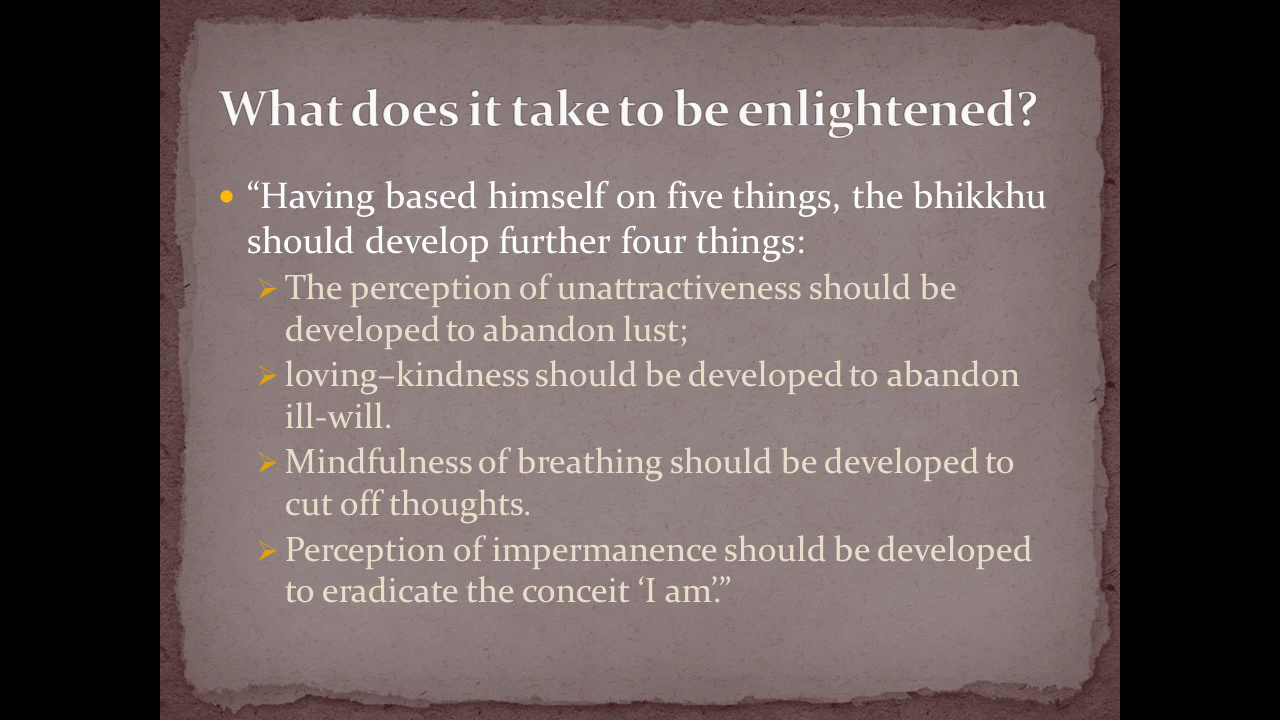 What does it take to be enlightened?
“Having based himself on five things, the bhikkhu
should develop further four things:
The perception of unattractiveness should be
developed to abandon lust;
loving–kindness should be developed to abandon
ill-will.
Mindfulness of breathing should be developed to
cut off thoughts.
Perception of impermanence should be developed
to eradicate the conceit ‘I am’.”